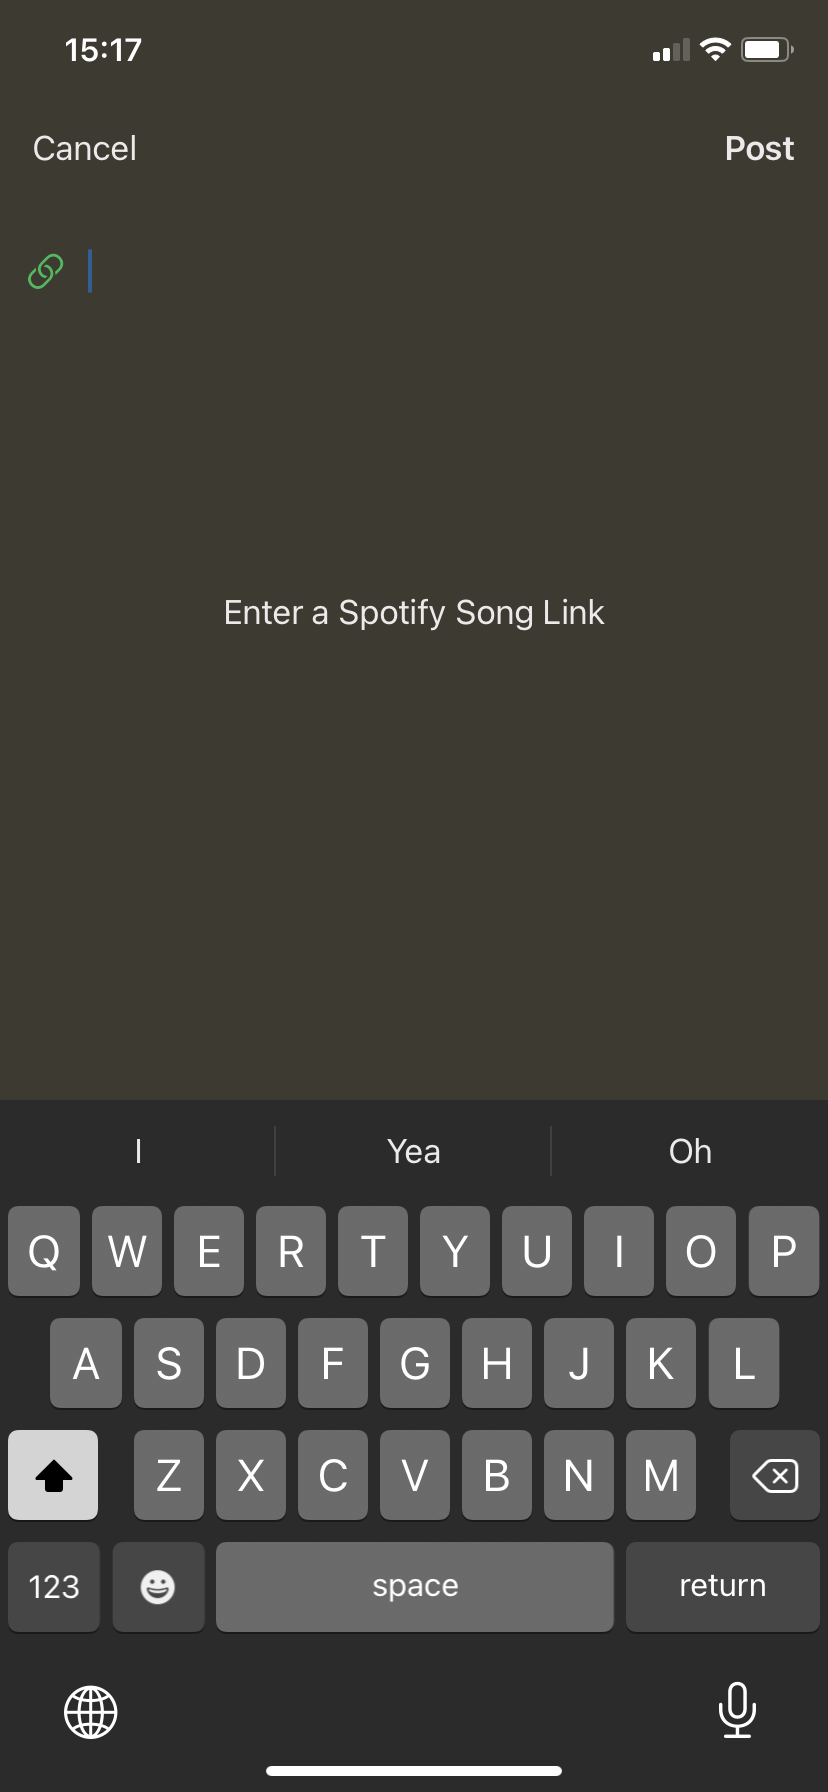 15:17
Cancel Post
Enter a Spotify Song Link
I Yea Oh
Q W E R T Y U I O P
A S D F G H J K L
Z X C V B N M
123 space return